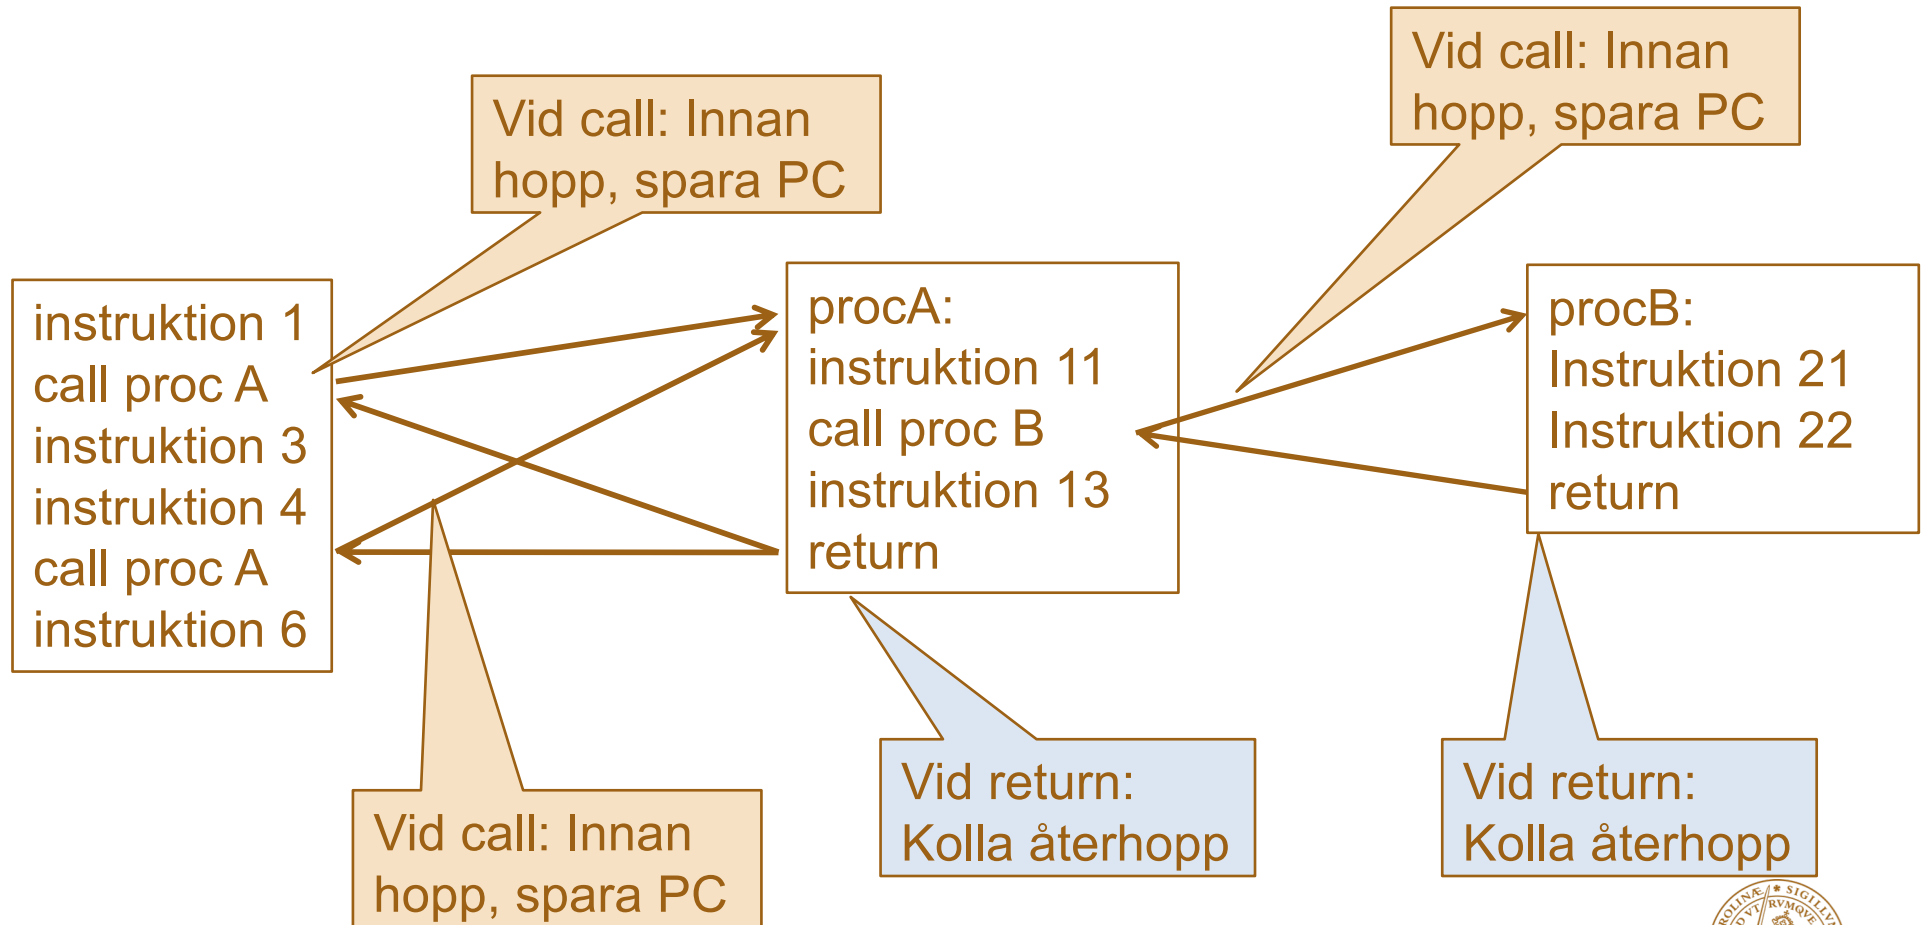 Vid call: Innan
hopp, spara PC
Vid call: Innan
hopp, spara PC
instruktion 1
call proc A
instruktion 3
instruktion 4
call proc A
instruktion 6
procA:
instruktion 11
call proc B
instruktion 13
return
procB:
Instruktion 21
Instruktion 22
return
Vid call: Innan
hopp, spara PC
Vid return:
Kolla återhopp
Vid return:
Kolla återhopp